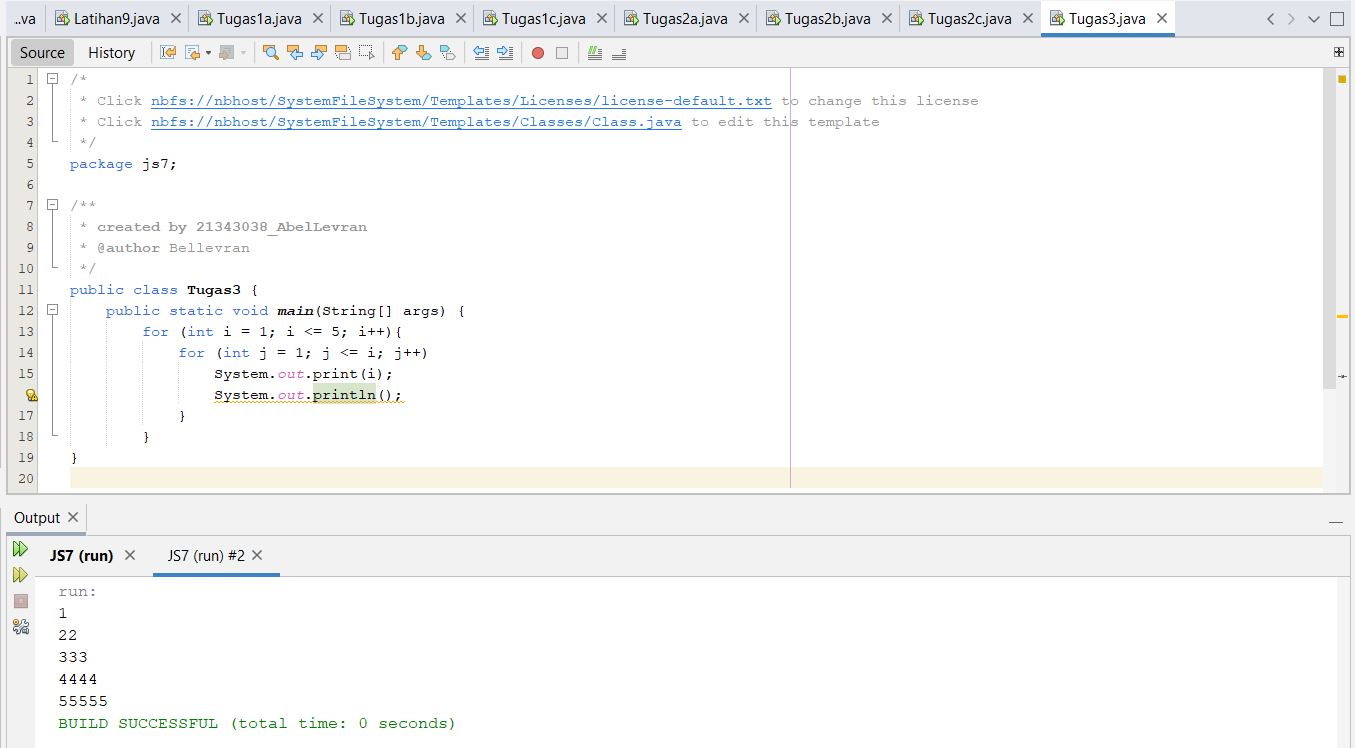 ..va Latihan9.java Tugas1a.java Tugas1b.java Tugas1c.java Tugas2a.java Tugas2b.java Tugas2c.java Tugas3.java
Source History
1 /*
2 * Click nbfs://nbhost/SystemFileSystem/Templates/Licenses/license-default.txt to change this license
3 * Click nbfs://nbhost/SystemFileSystem/Templates/Classes/Class.java to edit this template
4 */
5 package js7;
6
7 /**
8 * created by 21343038_AbelLevran
9 * @author Bellevran
10 */
11 public class Tugas3 {
12 public static void main(String[] args) {
13 for (int i = 1; i <= 5; i++){
14 for (int j = 1; j <= i; j++)
15 System.out.print(i);
System.out.println();
17 }
18 }
19 }
20
Output
JS7 (run) JS7 (run) #2
run:
1
22
333
4444
55555
BUILD SUCCESSFUL (total time: 0 seconds)